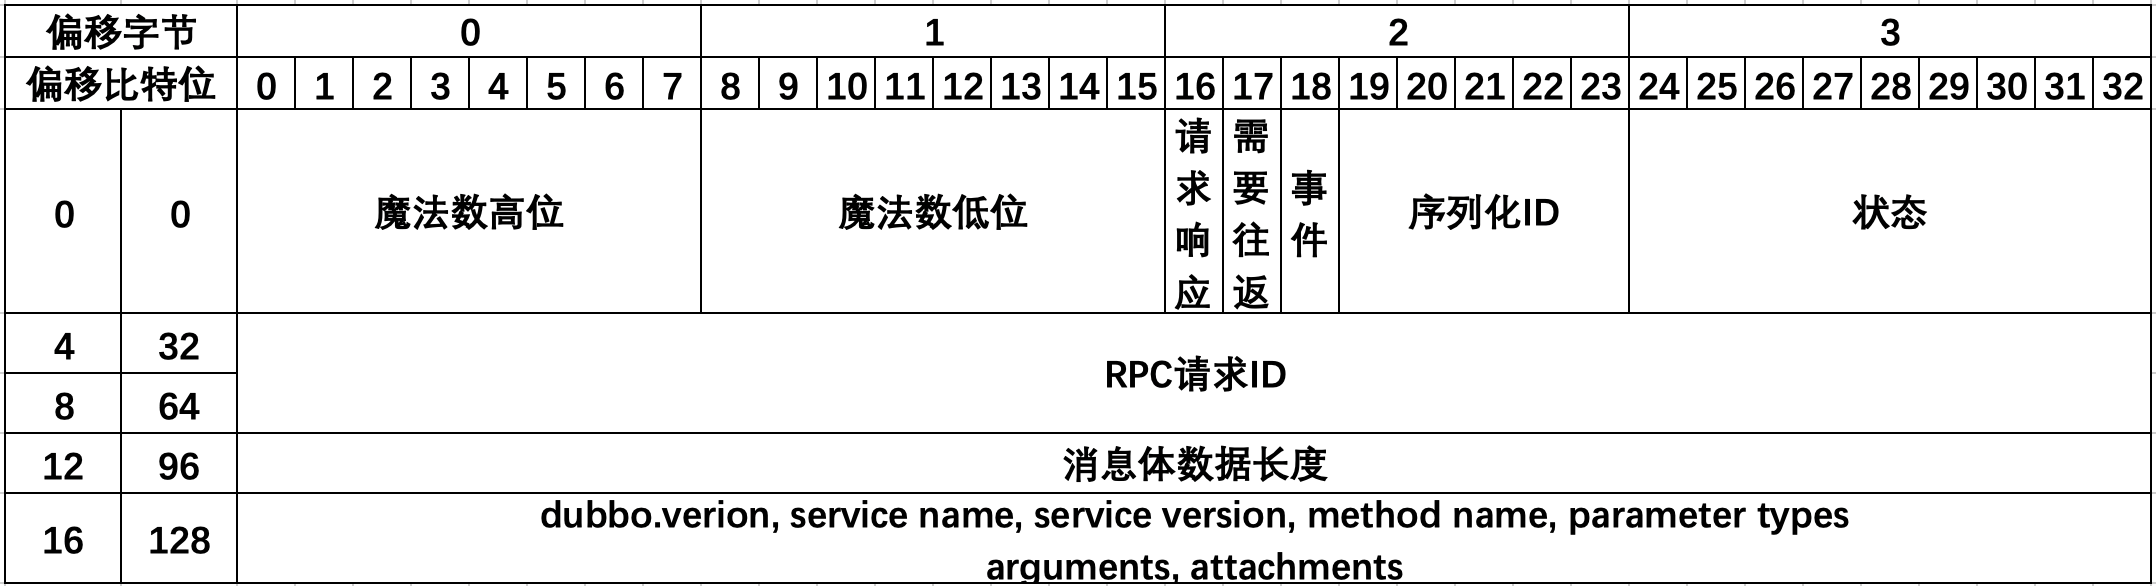 偏移字节 0 1 2 3
偏移比特位 0 1 2 3 4 5 6 7 8 9 10 11 12 13 14 15 16 17 18 19 20 21 22 23 24 25 26 27 28 29 30 31 32
0 0 魔法数高位 魔法数低位 请求响应 需要往返 事件 序列化ID 状态
4 32
RPC请求ID
8 64
12 96 消息体数据长度
16 128 dubbo.verion, service name, service version, method name, parameter types
arguments, attachments